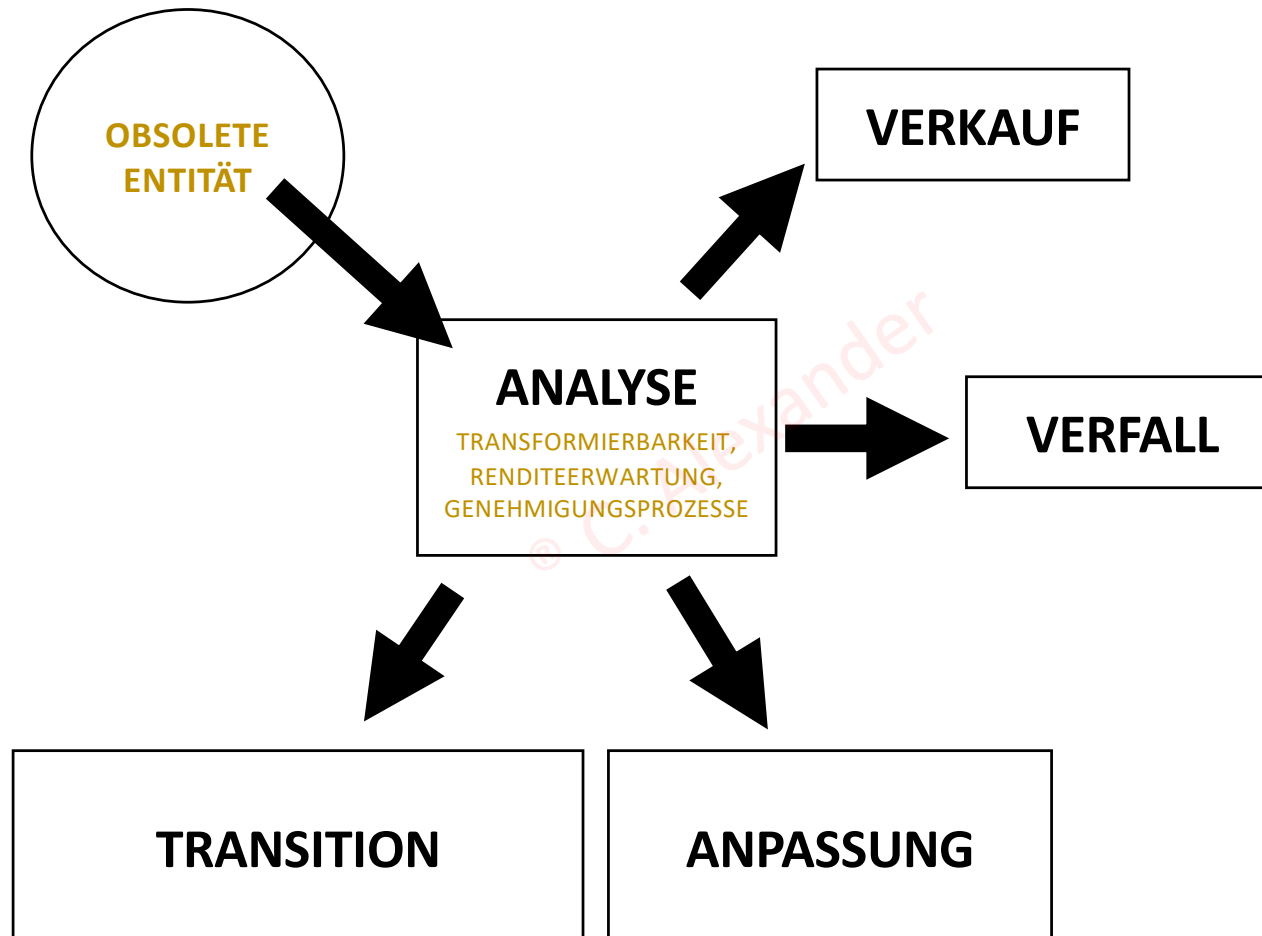 OBSOLETE
ENTITÄT
VERKAUF
ANALYSE
TRANSFORMIERBARKEIT,
RENDITEERWARTUNG,
GENEHMIGUNGSPROZESSE
VERFALL
® C. Alexander
TRANSITION
ANPASSUNG